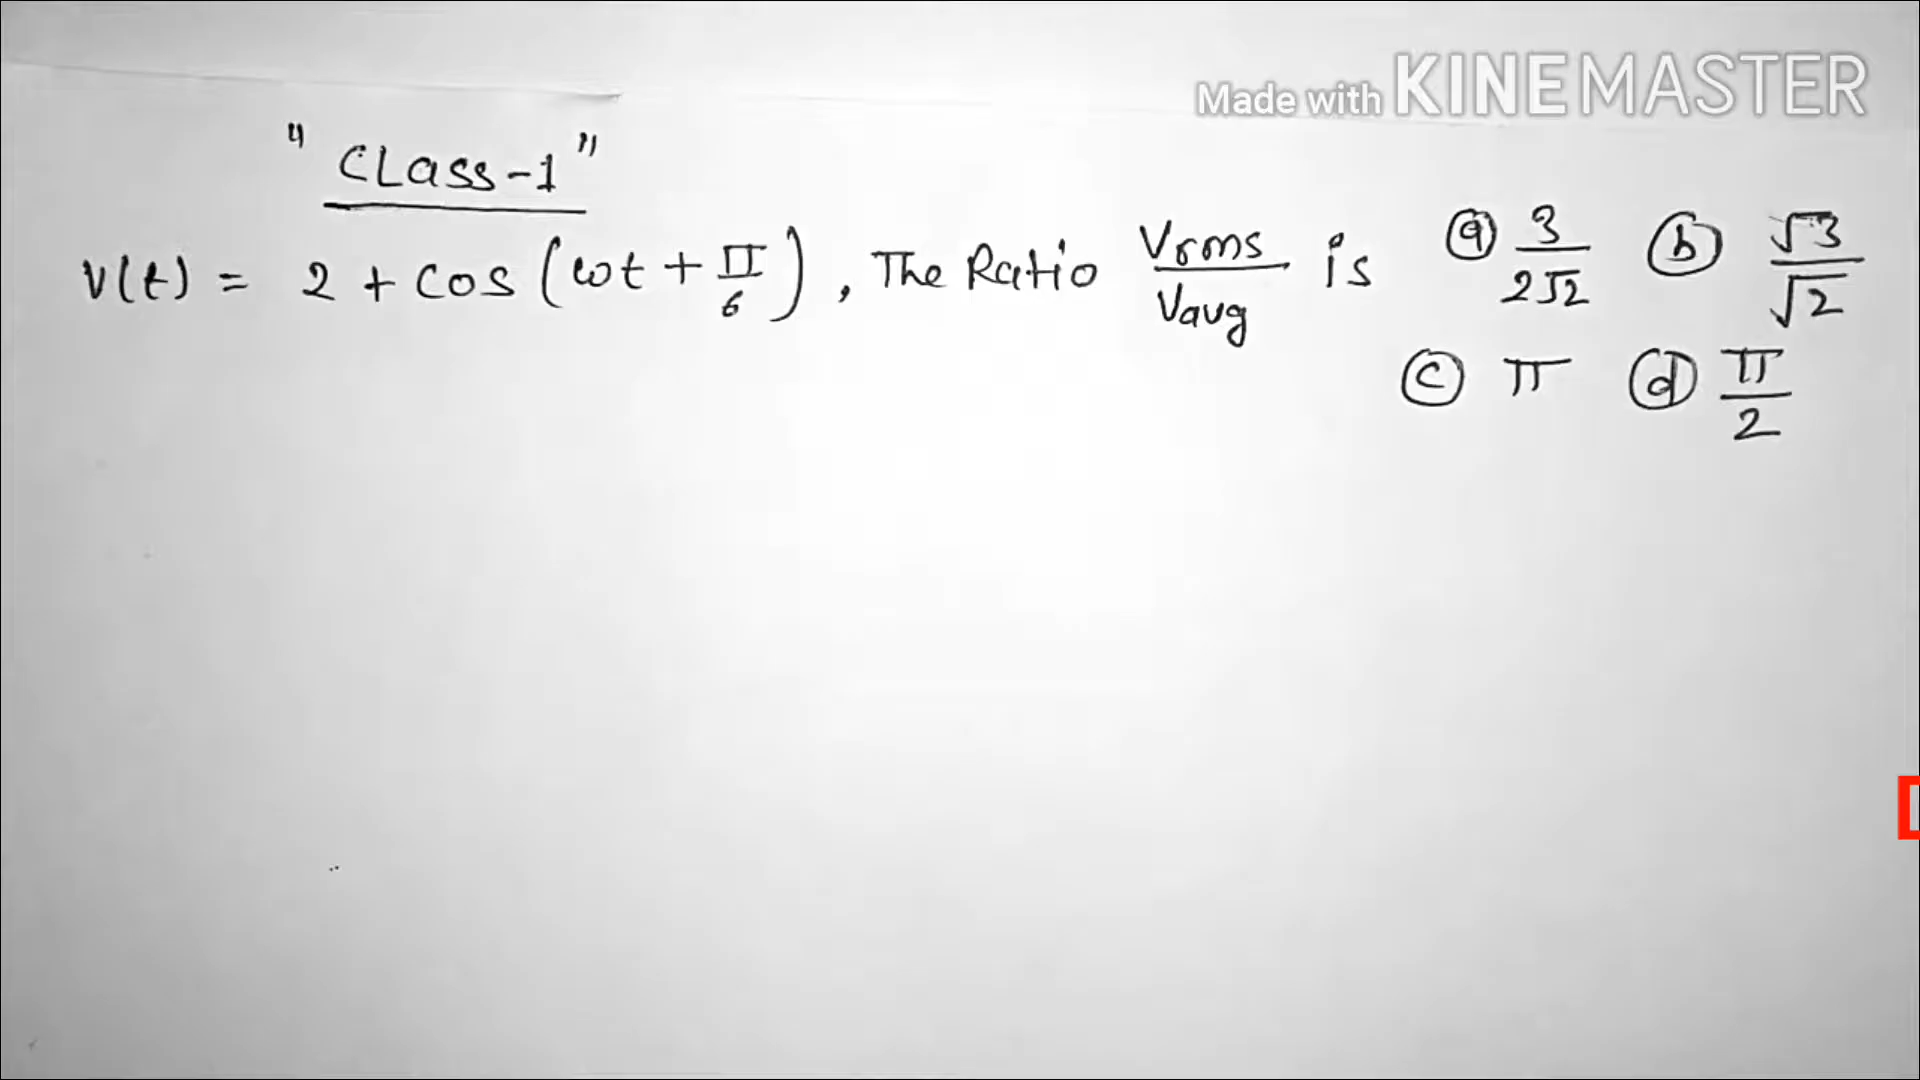 Made with KINEMASTER
"CLass-1"
v(t) = 2 + cos(ωt + π/6), The Ratio Vrms/Vavg is ⓐ 3/2√2 ⓑ √3/√2
ⓒ π ⓓ π/2